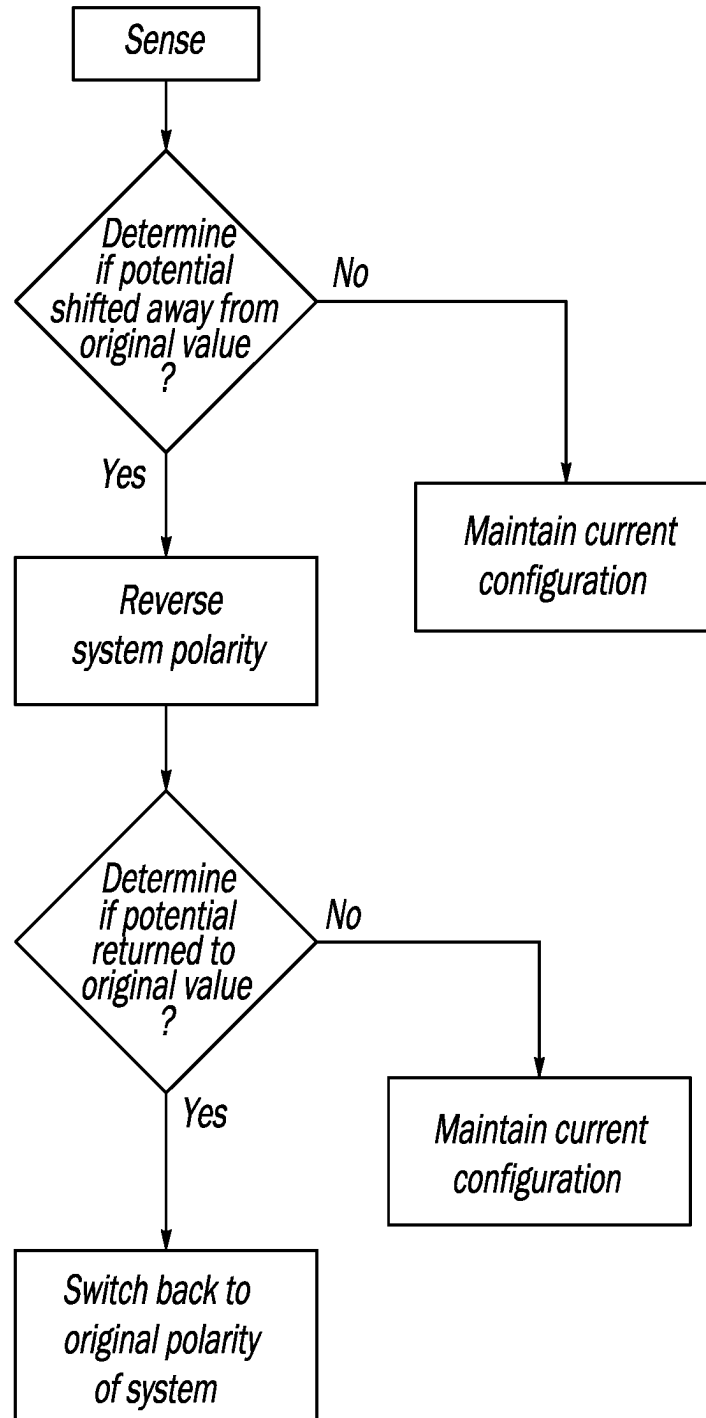 Sense
Determine
if potential
shifted away from
original value
?
No
Yes
Maintain current
configuration
Reverse
system polarity
Determine
if potential
returned to
original value
?
No
Yes
Maintain current
configuration
Switch back to
original polarity
of system